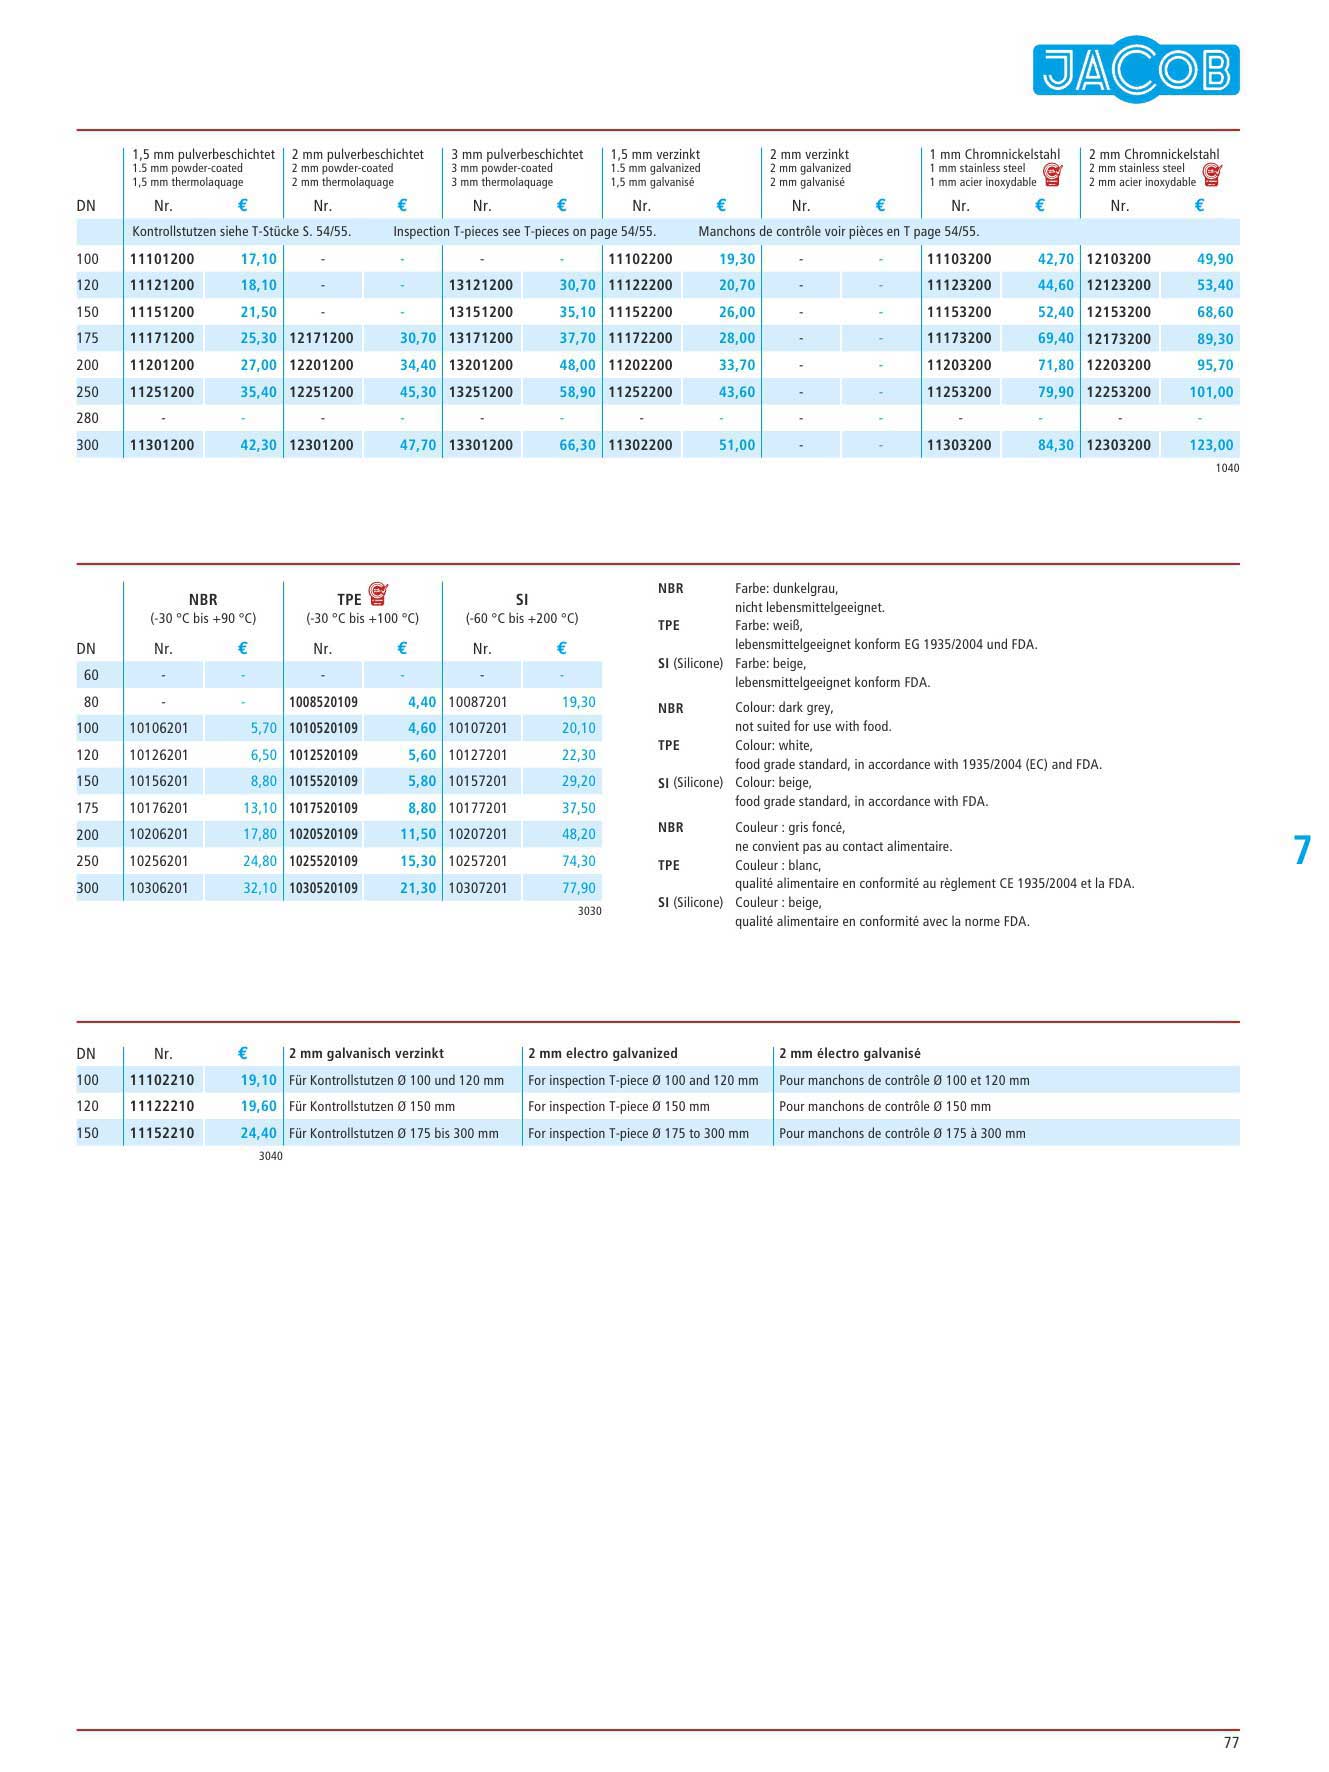 JACOB
1,5 mm pulverbeschichtet 2 mm pulverbeschichtet 3 mm pulverbeschichtet 1,5 mm verzinkt 2 mm verzinkt 1 mm Chromnickelstahl 2 mm Chromnickelstahl
1.5 mm powder-coated 2 mm powder-coated 3 mm powder-coated 1.5 mm galvanized 2 mm galvanized 1 mm stainless steel 2 mm stainless steel
1,5 mm thermolaquage 2 mm thermolaquage 3 mm thermolaquage 1,5 mm galvanisé 2 mm galvanisé 1 mm acier inoxydable 2 mm acier inoxydable
DN Nr. € Nr. € Nr. € Nr. € Nr. € Nr. € Nr. €
Kontrollstutzen siehe T-Stücke S. 54/55. Inspection T-pieces see T-pieces on page 54/55. Manchons de contrôle voir pièces en T page 54/55.
100 11101200 17,10 - - - - 11102200 19,30 - - 11103200 42,70 12103200 49,90
120 11121200 18,10 - - 13121200 30,70 11122200 20,70 - - 11123200 44,60 12123200 53,40
150 11151200 21,50 - - 13151200 35,10 11152200 26,00 - - 11153200 52,40 12153200 68,60
175 11171200 25,30 12171200 30,70 13171200 37,70 11172200 28,00 - - 11173200 69,40 12173200 89,30
200 11201200 27,00 12201200 34,40 13201200 48,00 11202200 33,70 - - 11203200 71,80 12203200 95,70
250 11251200 35,40 12251200 45,30 13251200 58,90 11252200 43,60 - - 11253200 79,90 12253200 101,00
280 - - - - - - - - - - - - - -
300 11301200 42,30 12301200 47,70 13301200 66,30 11302200 51,00 - - 11303200 84,30 12303200 123,00
1040
NBR TPE SI
(-30 °C bis +90 °C) (-30 °C bis +100 °C) (-60 °C bis +200 °C)
DN Nr. € Nr. € Nr. €
60 - - - - - -
80 - - 1008520109 4,40 10087201 19,30
100 10106201 5,70 1010520109 4,60 10107201 20,10
120 10126201 6,50 1012520109 5,60 10127201 22,30
150 10156201 8,80 1015520109 5,80 10157201 29,20
175 10176201 13,10 1017520109 8,80 10177201 37,50
200 10206201 17,80 1020520109 11,50 10207201 48,20
250 10256201 24,80 1025520109 15,30 10257201 74,30
300 10306201 32,10 1030520109 21,30 10307201 77,90
3030
NBR Farbe: dunkelgrau,
nicht lebensmittelgeeignet.
TPE Farbe: weiß,
lebensmittelgeeignet konform EG 1935/2004 und FDA.
SI (Silicone) Farbe: beige,
lebensmittelgeeignet konform FDA.
NBR Colour: dark grey,
not suited for use with food.
TPE Colour: white,
food grade standard, in accordance with 1935/2004 (EC) and FDA.
SI (Silicone) Colour: beige,
food grade standard, in accordance with FDA.
NBR Couleur : gris foncé,
ne convient pas au contact alimentaire.
TPE Couleur : blanc,
qualité alimentaire en conformité au règlement CE 1935/2004 et la FDA.
SI (Silicone) Couleur : beige,
qualité alimentaire en conformité avec la norme FDA.
7
DN Nr. € 2 mm galvanisch verzinkt 2 mm electro galvanized 2 mm électro galvanisé
100 11102210 19,10 Für Kontrollstutzen Ø 100 und 120 mm For inspection T-piece Ø 100 and 120 mm Pour manchons de contrôle Ø 100 et 120 mm
120 11122210 19,60 Für Kontrollstutzen Ø 150 mm For inspection T-piece Ø 150 mm Pour manchons de contrôle Ø 150 mm
150 11152210 24,40 Für Kontrollstutzen Ø 175 bis 300 mm For inspection T-piece Ø 175 to 300 mm Pour manchons de contrôle Ø 175 à 300 mm
3040
77